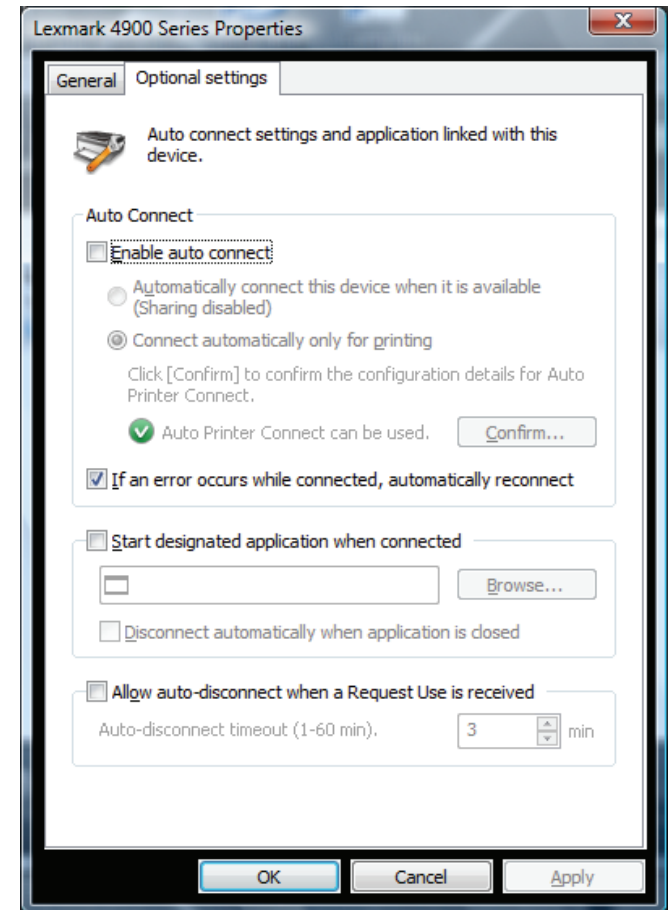 Lexmark 4900 Series Properties
General
Optional settings
Auto connect settings and application linked with this
device.
Auto Connect
Enable auto connect
Automatically connect this device when it is available
(Sharing disabled)
Connect automatically only for printing
Click [Confirm] to confirm the configuration details for Auto
Printer Connect.
Auto Printer Connect can be used.
Confirm...
If an error occurs while connected, automatically reconnect
Start designated application when connected
Browse...
Disconnect automatically when application is closed
Allow auto-disconnect when a Request Use is received
Auto-disconnect timeout (1-60 min).
3
min
OK
Cancel
Apply